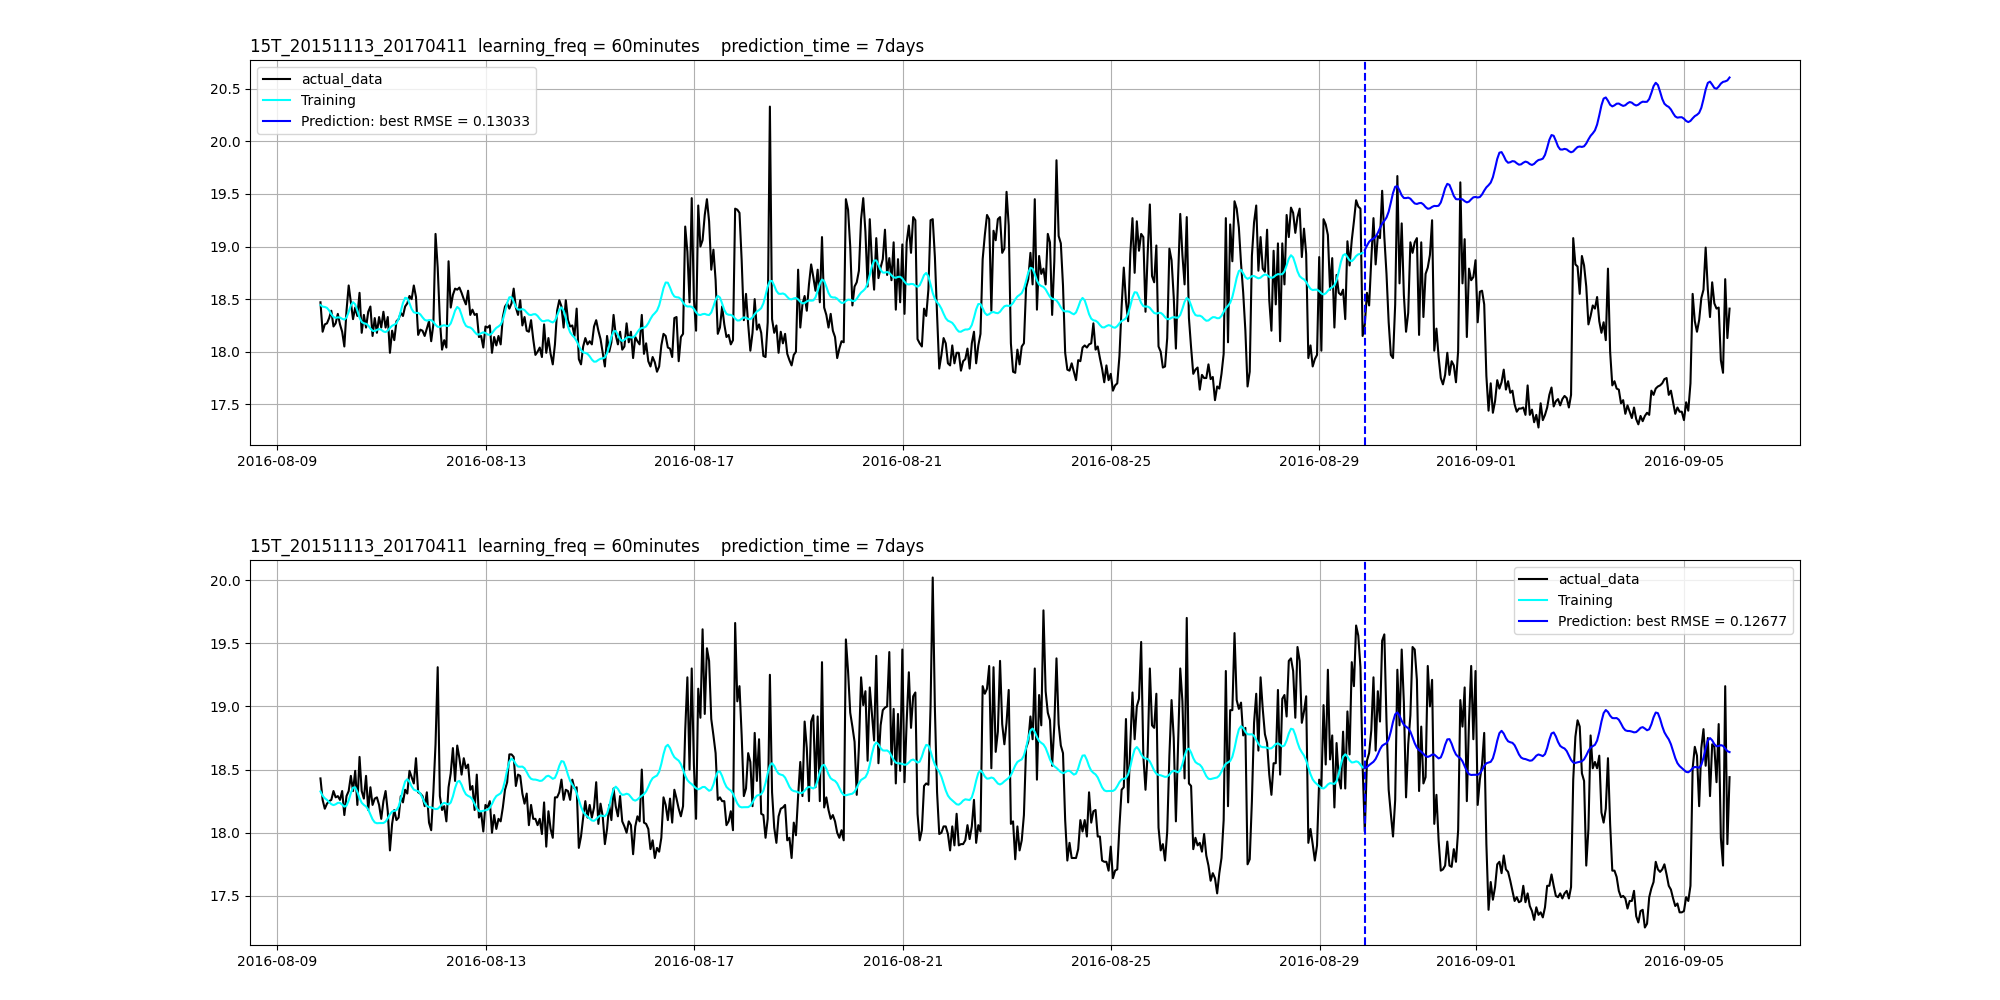 15T_20151113_20170411  learning_freq = 60minutes    prediction_time = 7days
actual_data
Training
Prediction: best RMSE = 0.13033
20.5
20.0
19.5
19.0
18.5
18.0
17.5
2016-08-09 2016-08-13 2016-08-17 2016-08-21 2016-08-25 2016-08-29 2016-09-01 2016-09-05
15T_20151113_20170411  learning_freq = 60minutes    prediction_time = 7days
actual_data
Training
Prediction: best RMSE = 0.12677
20.0
19.5
19.0
18.5
18.0
17.5
2016-08-09 2016-08-13 2016-08-17 2016-08-21 2016-08-25 2016-08-29 2016-09-01 2016-09-05